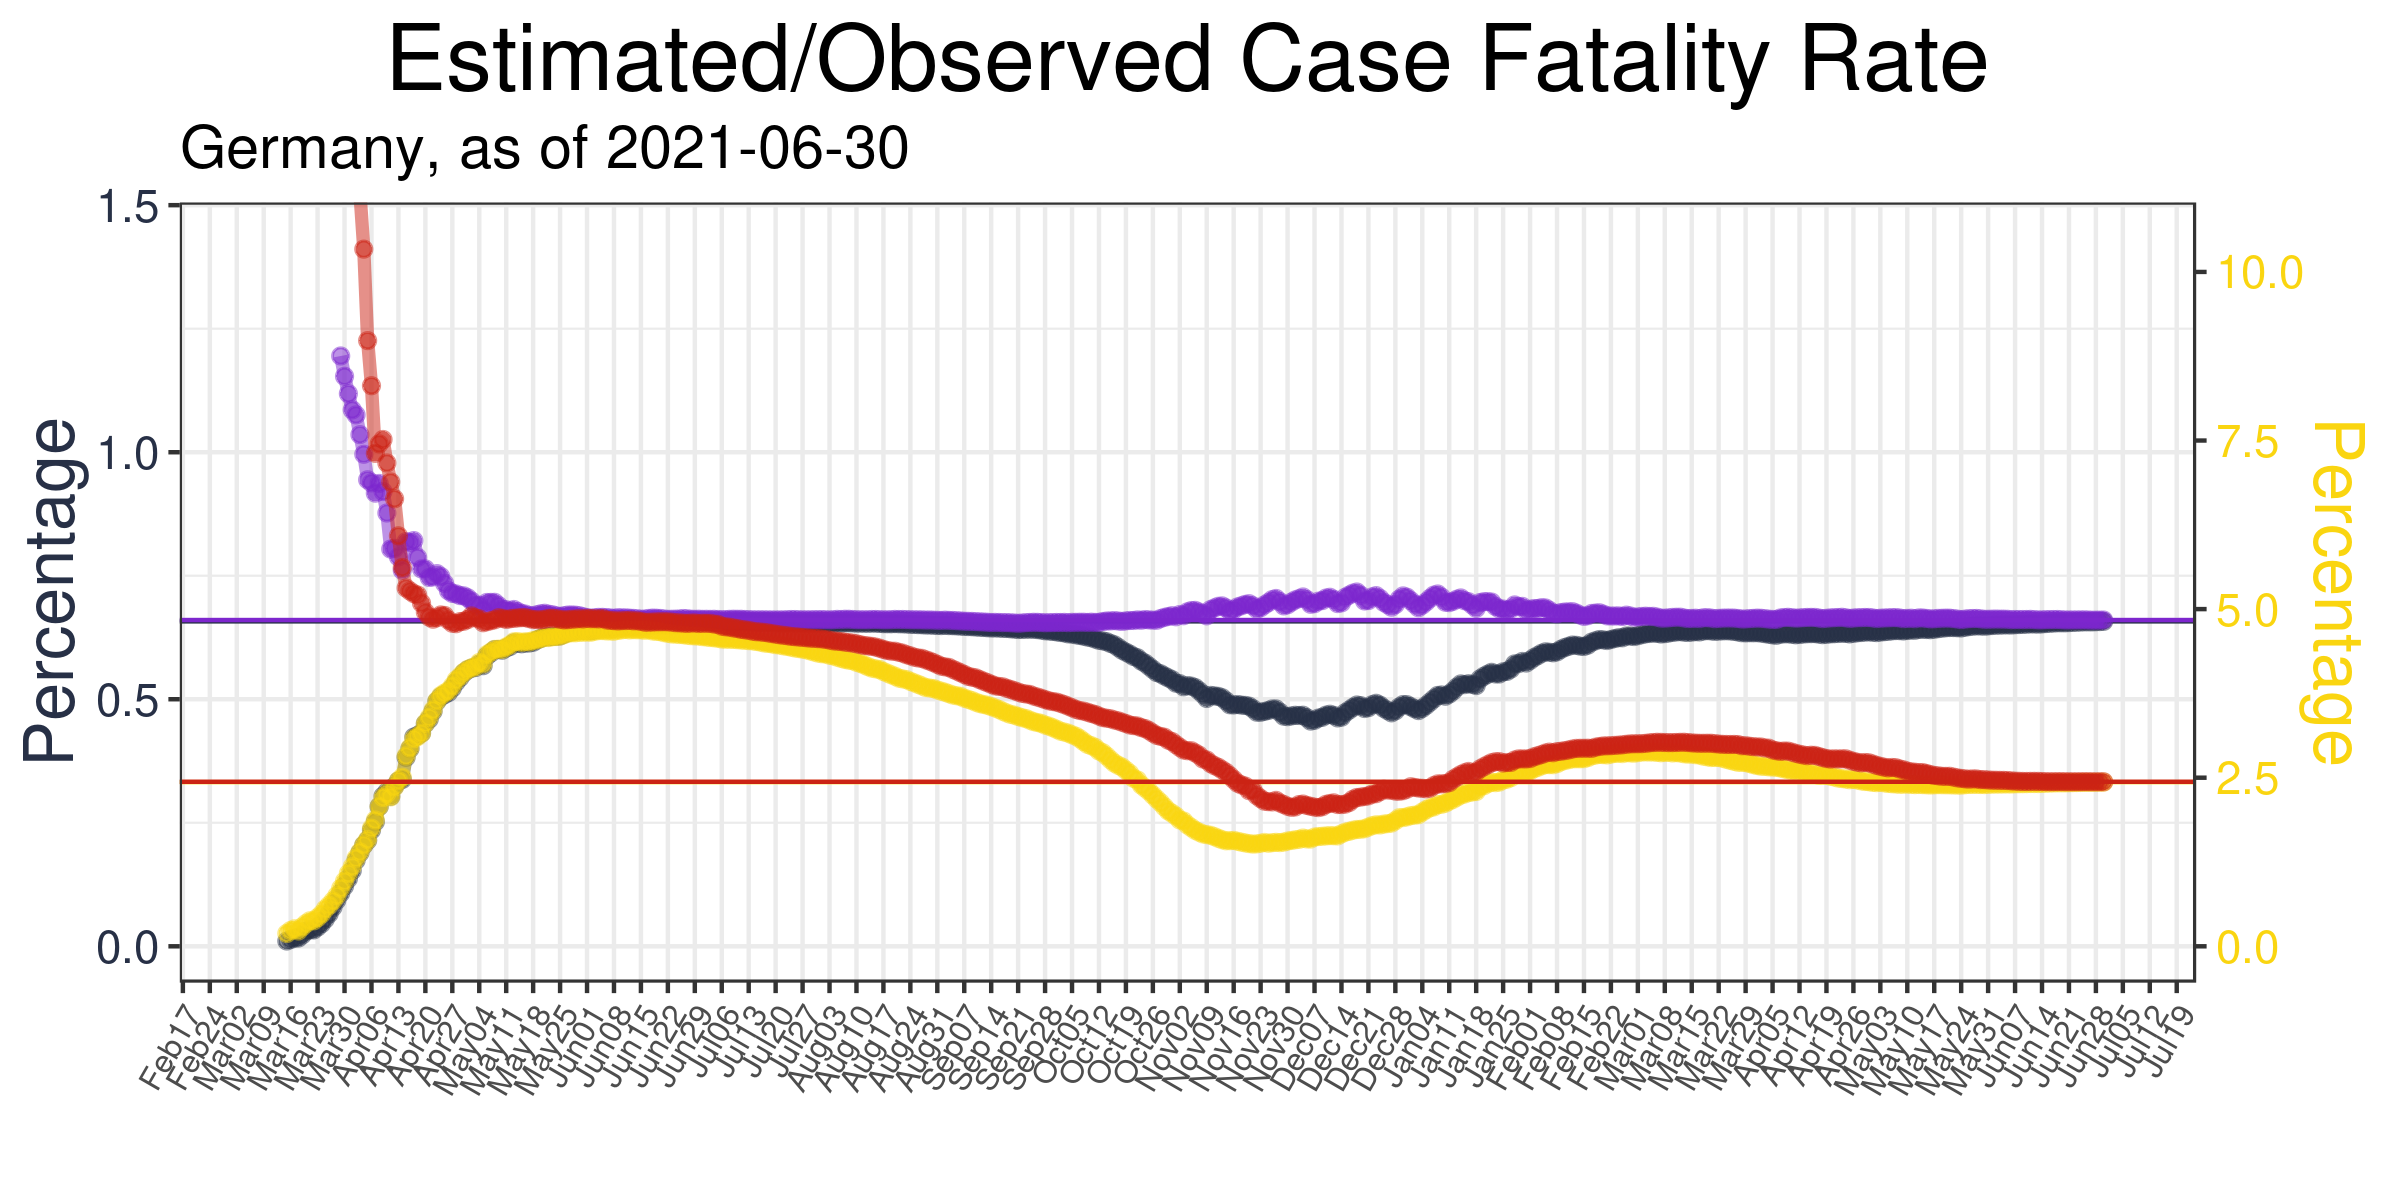 Estimated/Observed Case Fatality Rate
Germany, as of 2021-06-30
Percentage
1.5
1.0
0.5
0.0
10.0
7.5
5.0
2.5
0.0
Percentage
Feb17
Feb24
Mar02
Mar09
Mar16
Mar23
Mar30
Apr06
Apr13
Apr20
Apr27
May04
May11
May18
May25
Jun01
Jun08
Jun15
Jun22
Jun29
Jul06
Jul13
Jul20
Jul27
Aug03
Aug10
Aug17
Aug24
Aug31
Sep07
Sep14
Sep21
Sep28
Oct05
Oct12
Oct19
Oct26
Nov02
Nov09
Nov16
Nov23
Nov30
Dec07
Dec14
Dec21
Dec28
Jan04
Jan11
Jan18
Jan25
Feb01
Feb08
Feb15
Feb22
Mar01
Mar08
Mar15
Mar22
Mar29
Apr05
Apr12
Apr19
Apr26
May03
May10
May17
May24
May31
Jun07
Jun14
Jun21
Jun28
Jul05
Jul12
Jul19